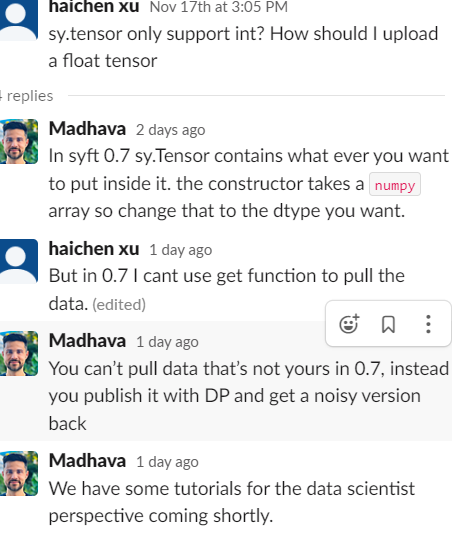 haichen xu Nov 17th at 3:05 PM
sy.tensor only support int? How should I upload
a float tensor
replies
Madhava 2 days ago
In syft 0.7 sy.Tensor contains what ever you want
to put inside it. the constructor takes a numpy
array so change that to the dtype you want.
haichen xu 1 day ago
But in 0.7 I cant use get function to pull the
data. (edited)
Madhava 1 day ago
You can’t pull data that’s not yours in 0.7, instead
you publish it with DP and get a noisy version
back
Madhava 1 day ago
We have some tutorials for the data scientist
perspective coming shortly.